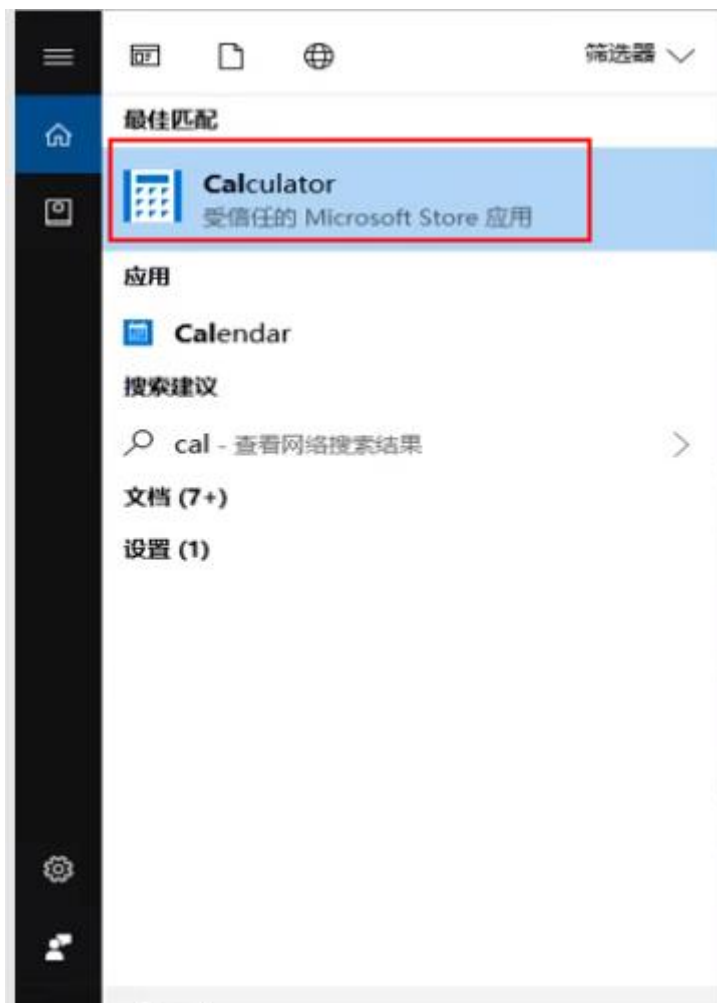 筛选器
最佳匹配
Calculator
受信任的 Microsoft Store 应用
应用
Calendar
搜索建议
cal - 查看网络搜索结果
文档 (7+)
设置 (1)